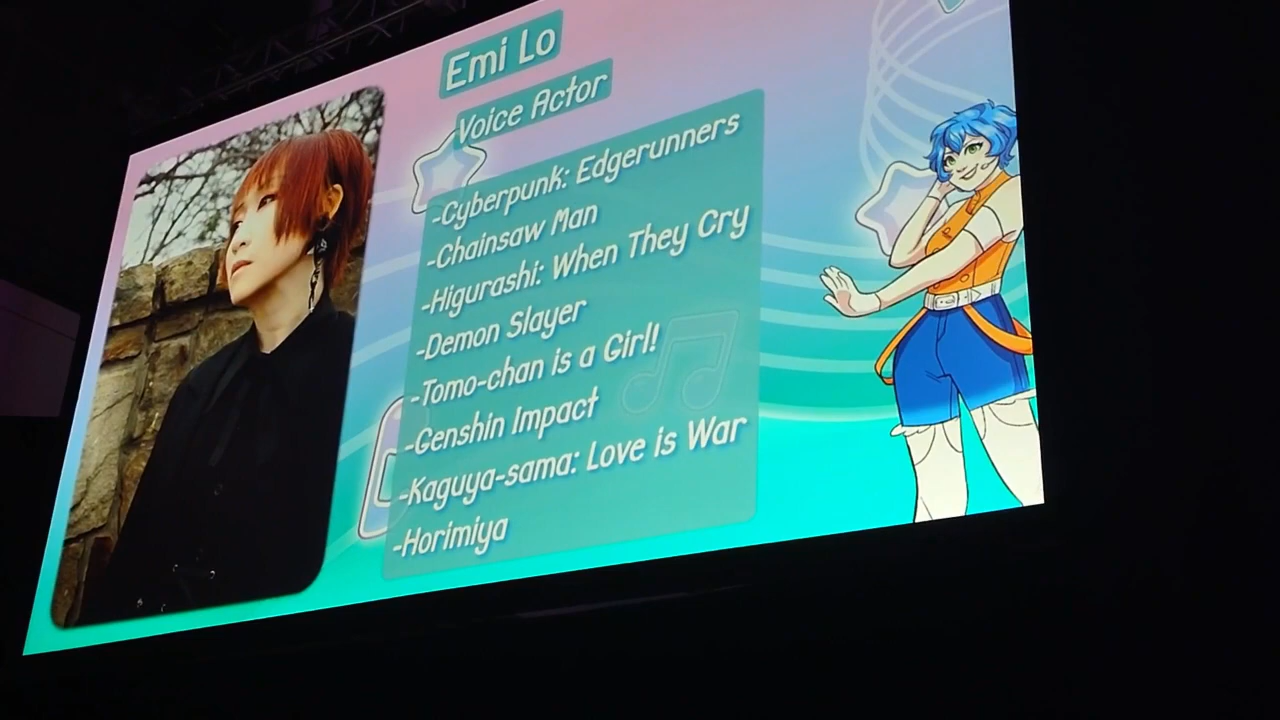 Emi Lo
Voice Actor
-Cyberpunk: Edgerunners
-Chainsaw Man
-Higurashi: When They Cry
-Demon Slayer
-Tomo-chan is a Girl!
-Genshin Impact
-Kaguya-sama: Love is War
-Horimiya